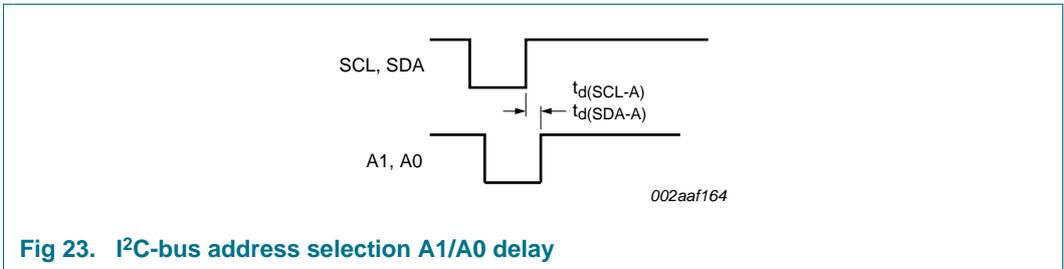 SCL, SDA
td(SCL-A)
td(SDA-A)
A1, A0
002aaf164
Fig 23. I2C-bus address selection A1/A0 delay